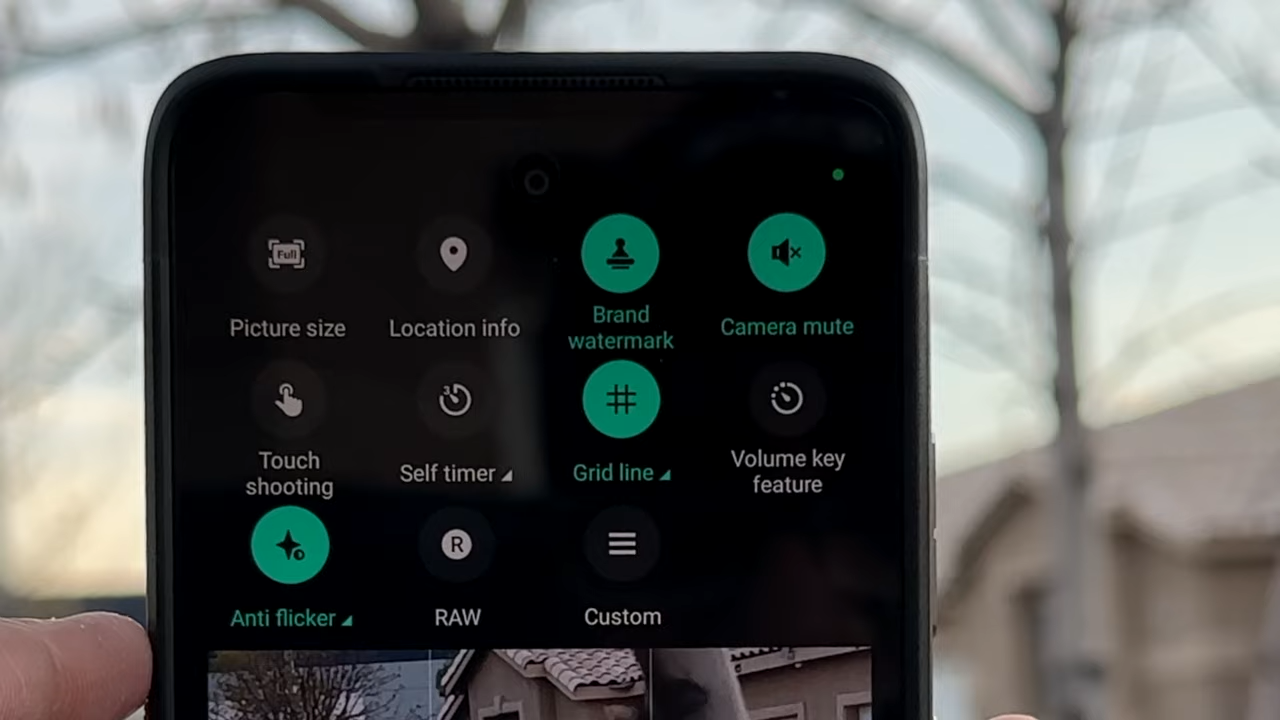 Full
Picture size
Location info
Brand
watermark
Camera mute
3
Touch
shooting
Self timer
Grid line
Volume key
feature
Anti flicker
R
RAW
Custom